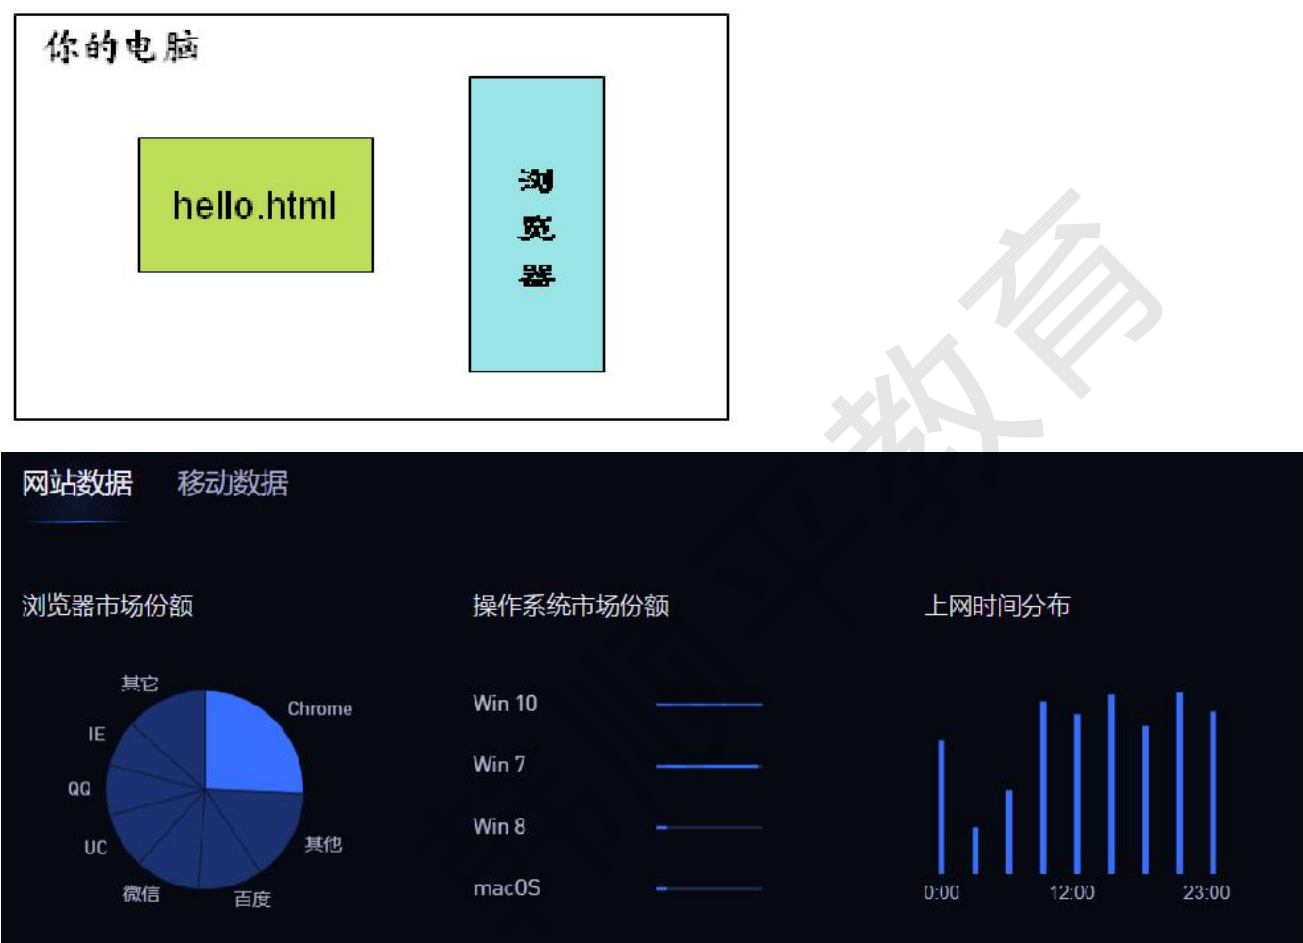 你的电脑
hello.html
浏
览
器
网站数据 移动数据
浏览器市场份额
其它
Chrome
IE
QQ
UC
其他
微信
百度
操作系统市场份额
Win 10
Win 7
Win 8
macOS
上网时间分布
0:00 12:00 23:00
教育